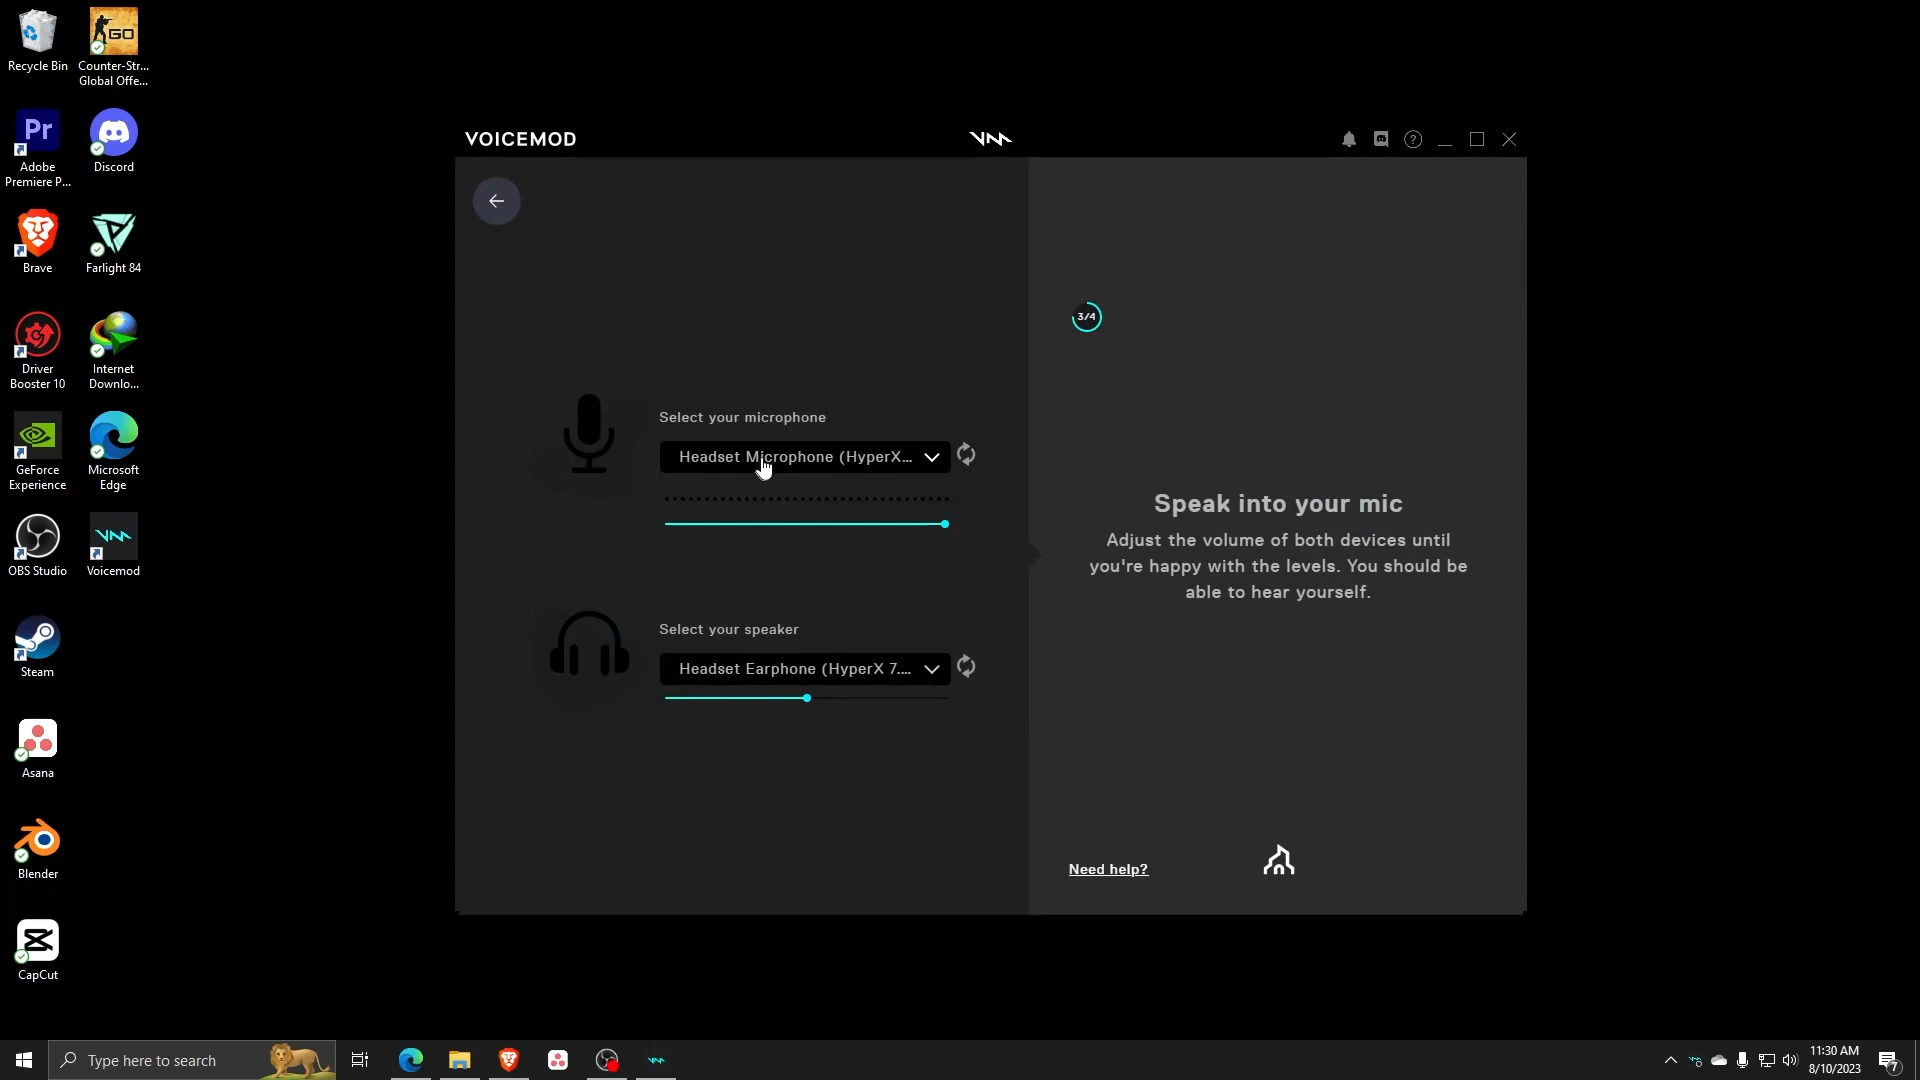 Recycle Bin
Counter-Str...
Global Offe...
GO
Pr
Adobe
Premiere P...
Discord
Brave
Farlight 84
Driver
Booster 10
Internet
Downlo...
GeForce
Experience
Microsoft
Edge
OBS Studio
Voicemod
Steam
Asana
Blender
CapCut
VOICEMOD
?
Select your microphone
Headset Microphone (HyperX...
Select your speaker
Headset Earphone (HyperX 7....
3/4
Speak into your mic
Adjust the volume of both devices until
you're happy with the levels. You should be
able to hear yourself.
Need help?
Type here to search
11:30 AM
8/10/2023
7